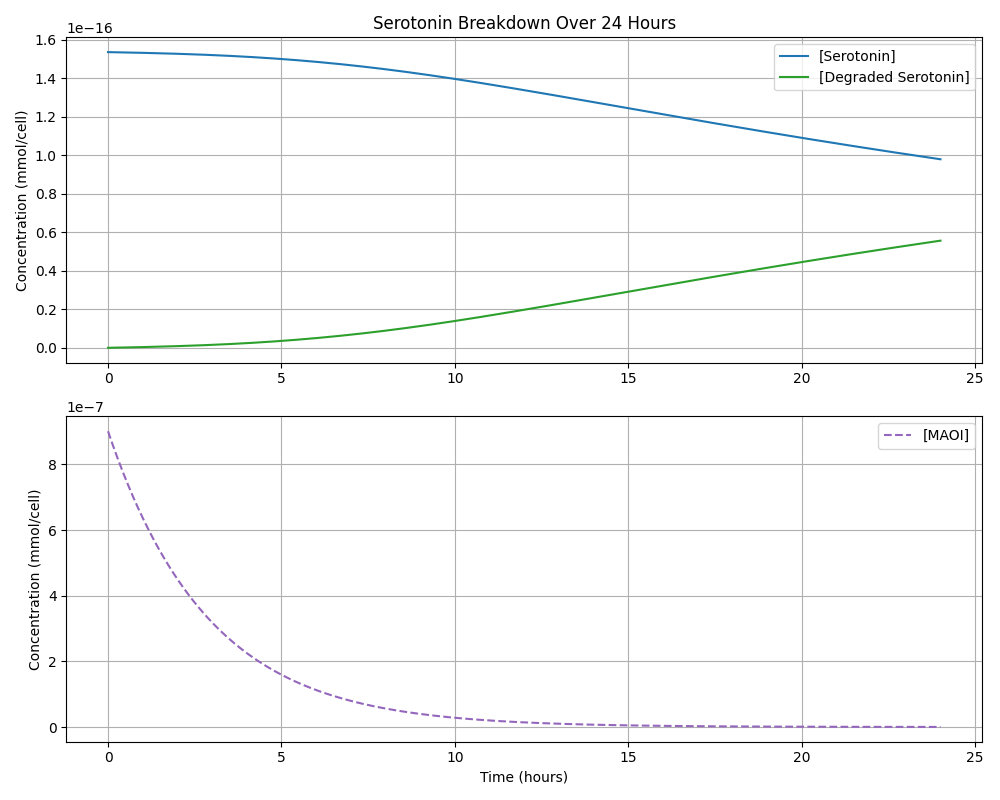 Serotonin Breakdown Over 24 Hours
1e−16
1.6
1.4
1.2
1.0
0.8
0.6
0.4
0.2
0.0
Concentration (mmol/cell)
[Serotonin]
[Degraded Serotonin]
0 5 10 15 20 25
1e−7
8
6
4
2
0
Concentration (mmol/cell)
[MAOI]
0 5 10 15 20 25
Time (hours)